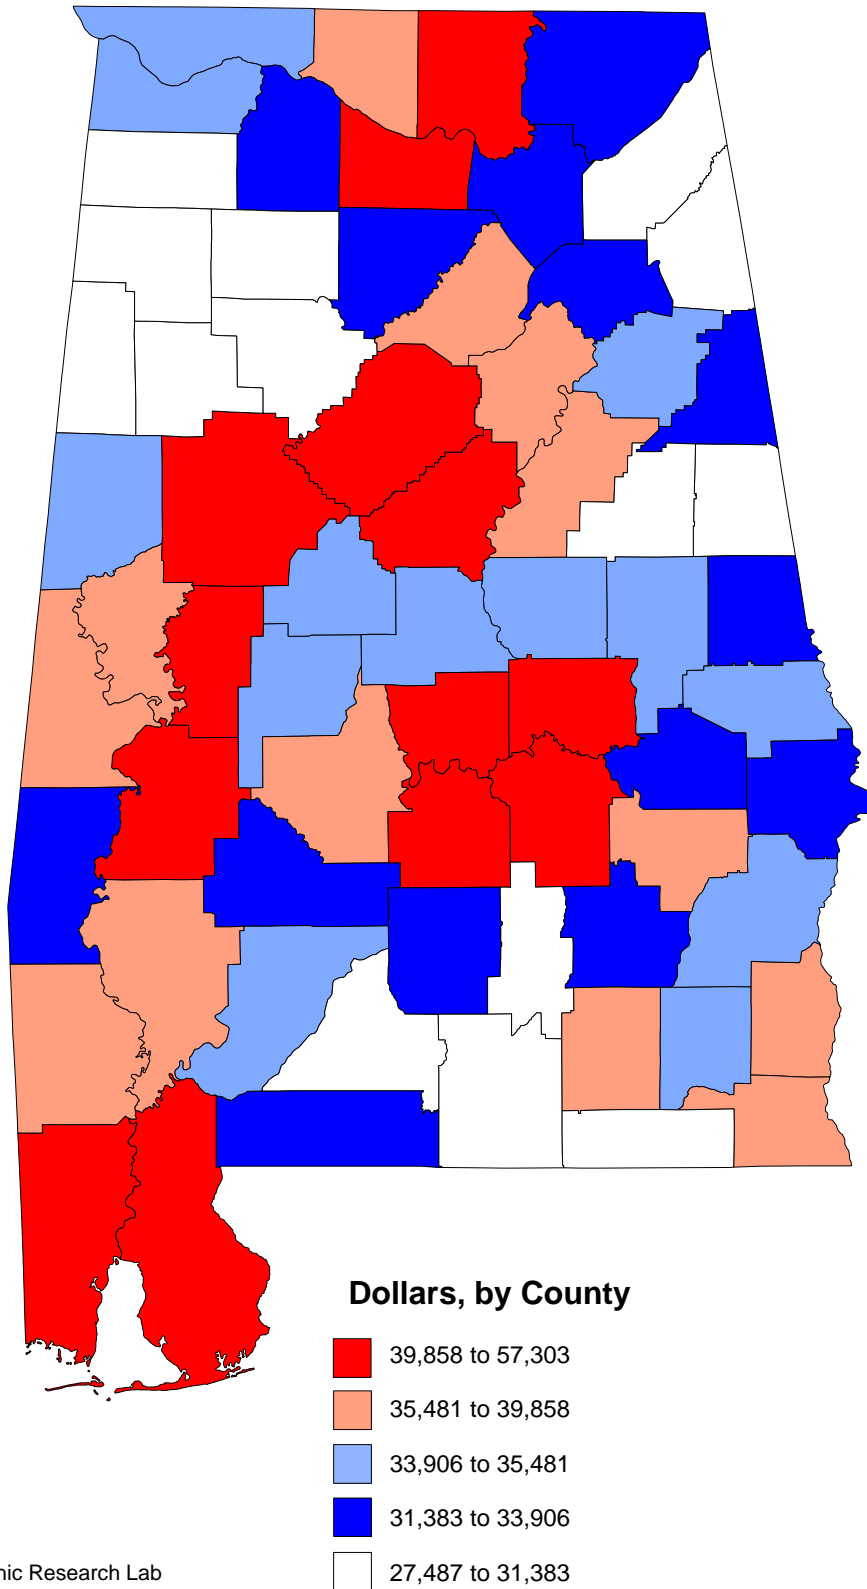 Dollars, by County
39,858 to 57,303
35,481 to 39,858
33,906 to 35,481
31,383 to 33,906
27,487 to 31,383
nic Research Lab